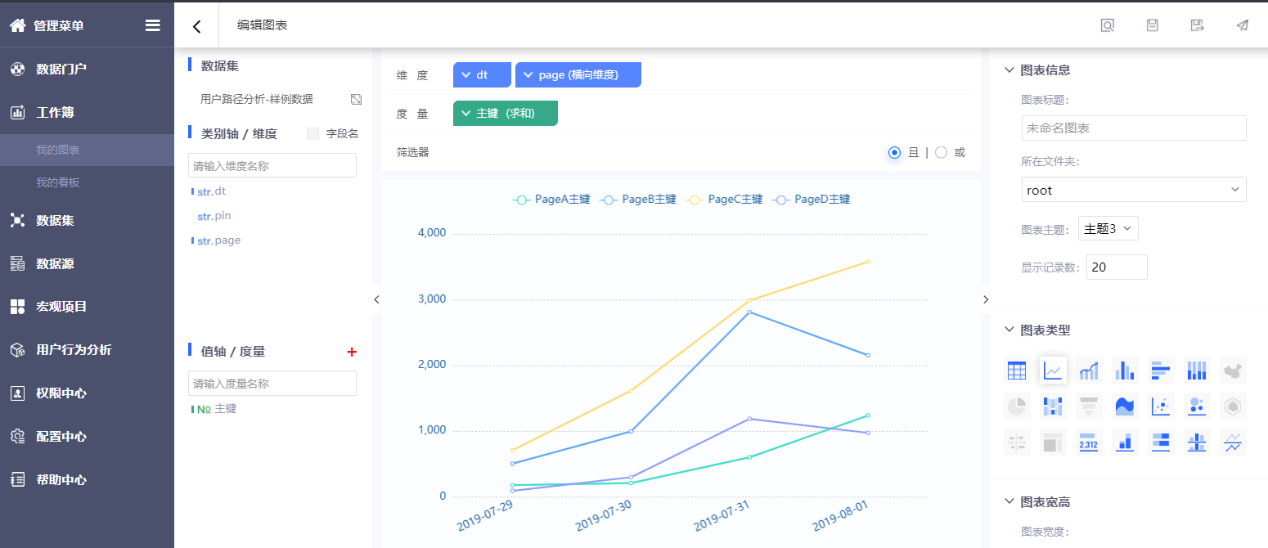 管理菜单
数据门户
工作簿
我的图表
我的看板
数据集
数据源
宏观项目
用户行为分析
权限中心
配置中心
帮助中心
编辑图表
数据集
用户路径分析-样例数据
类别轴 / 维度
字段名
请输入维度名称
str.dt
str.pin
str.page
值轴 / 度量
+
请输入度量名称
№ 主键
维 度 dt page (横向维度)
度 量 主键 (求和)
筛选器 且 | 或
PageA主键 PageB主键 PageC主键 PageD主键
4,000
3,000
2,000
1,000
0
2019-07-29 2019-07-30 2019-07-31 2019-08-01
图表信息
图表标题:
未命名图表
所在文件夹:
root
图表主题: 主题3
显示记录数: 20
图表类型
2.312
图表宽高
图表宽度: